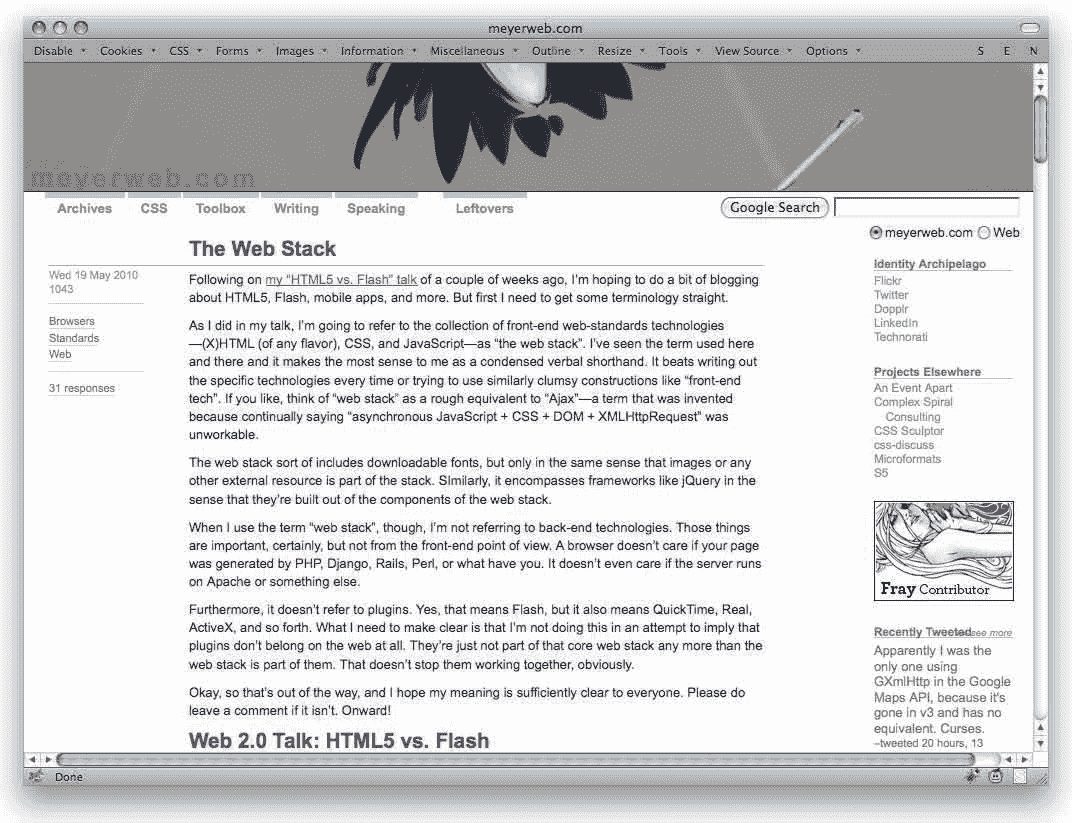 meyerweb.com
Disable Cookies CSS Forms Images Information Miscellaneous Outline Resize Tools View Source Options S E N
meyerweb.com
Archives CSS Toolbox Writing Speaking Leftovers Google Search
meyerweb.com Web
The Web Stack
Wed 19 May 2010
1043
Browsers
Standards
Web
31 responses
Following on my “HTML5 vs. Flash” talk of a couple of weeks ago, I’m hoping to do a bit of blogging
about HTML5, Flash, mobile apps, and more. But first I need to get some terminology straight.
As I did in my talk, I’m going to refer to the collection of front-end web-standards technologies
—(X)HTML (of any flavor), CSS, and JavaScript—as “the web stack”. I’ve seen the term used here
and there and it makes the most sense to me as a condensed verbal shorthand. It beats writing out
the specific technologies every time or trying to use similarly clumsy constructions like “front-end
tech”. If you like, think of “web stack” as a rough equivalent to “Ajax”—a term that was invented
because continually saying “asynchronous JavaScript + CSS + DOM + XMLHttpRequest” was
unworkable.
The web stack sort of includes downloadable fonts, but only in the same sense that images or any
other external resource is part of the stack. SImilarly, it encompasses frameworks like jQuery in the
sense that they’re built out of the components of the web stack.
When I use the term “web stack”, though, I’m not referring to back-end technologies. Those things
are important, certainly, but not from the front-end point of view. A browser doesn’t care if your page
was generated by PHP, Django, Rails, Perl, or what have you. It doesn’t even care if the server runs
on Apache or something else.
Furthermore, it doesn’t refer to plugins. Yes, that means Flash, but it also means QuickTime, Real,
ActiveX, and so forth. What I need to make clear is that I’m not doing this in an attempt to imply that
plugins don’t belong on the web at all. They’re just not part of that core web stack any more than the
web stack is part of them. That doesn’t stop them working together, obviously.
Okay, so that’s out of the way, and I hope my meaning is sufficiently clear to everyone. Please do
leave a comment if it isn’t. Onward!
Web 2.0 Talk: HTML5 vs. Flash
Identity Archipelago
Flickr
Twitter
Dopplr
LinkedIn
Technorati
Projects Elsewhere
An Event Apart
Complex Spiral
Consulting
CSS Sculptor
css-discuss
Microformats
S5
Fray Contributor
Recently Tweeted see more
Apparently I was the
only one using
GXmlHttp in the Google
Maps API, because it's
gone in v3 and has no
equivalent. Curses.
–tweeted 20 hours, 13
Done